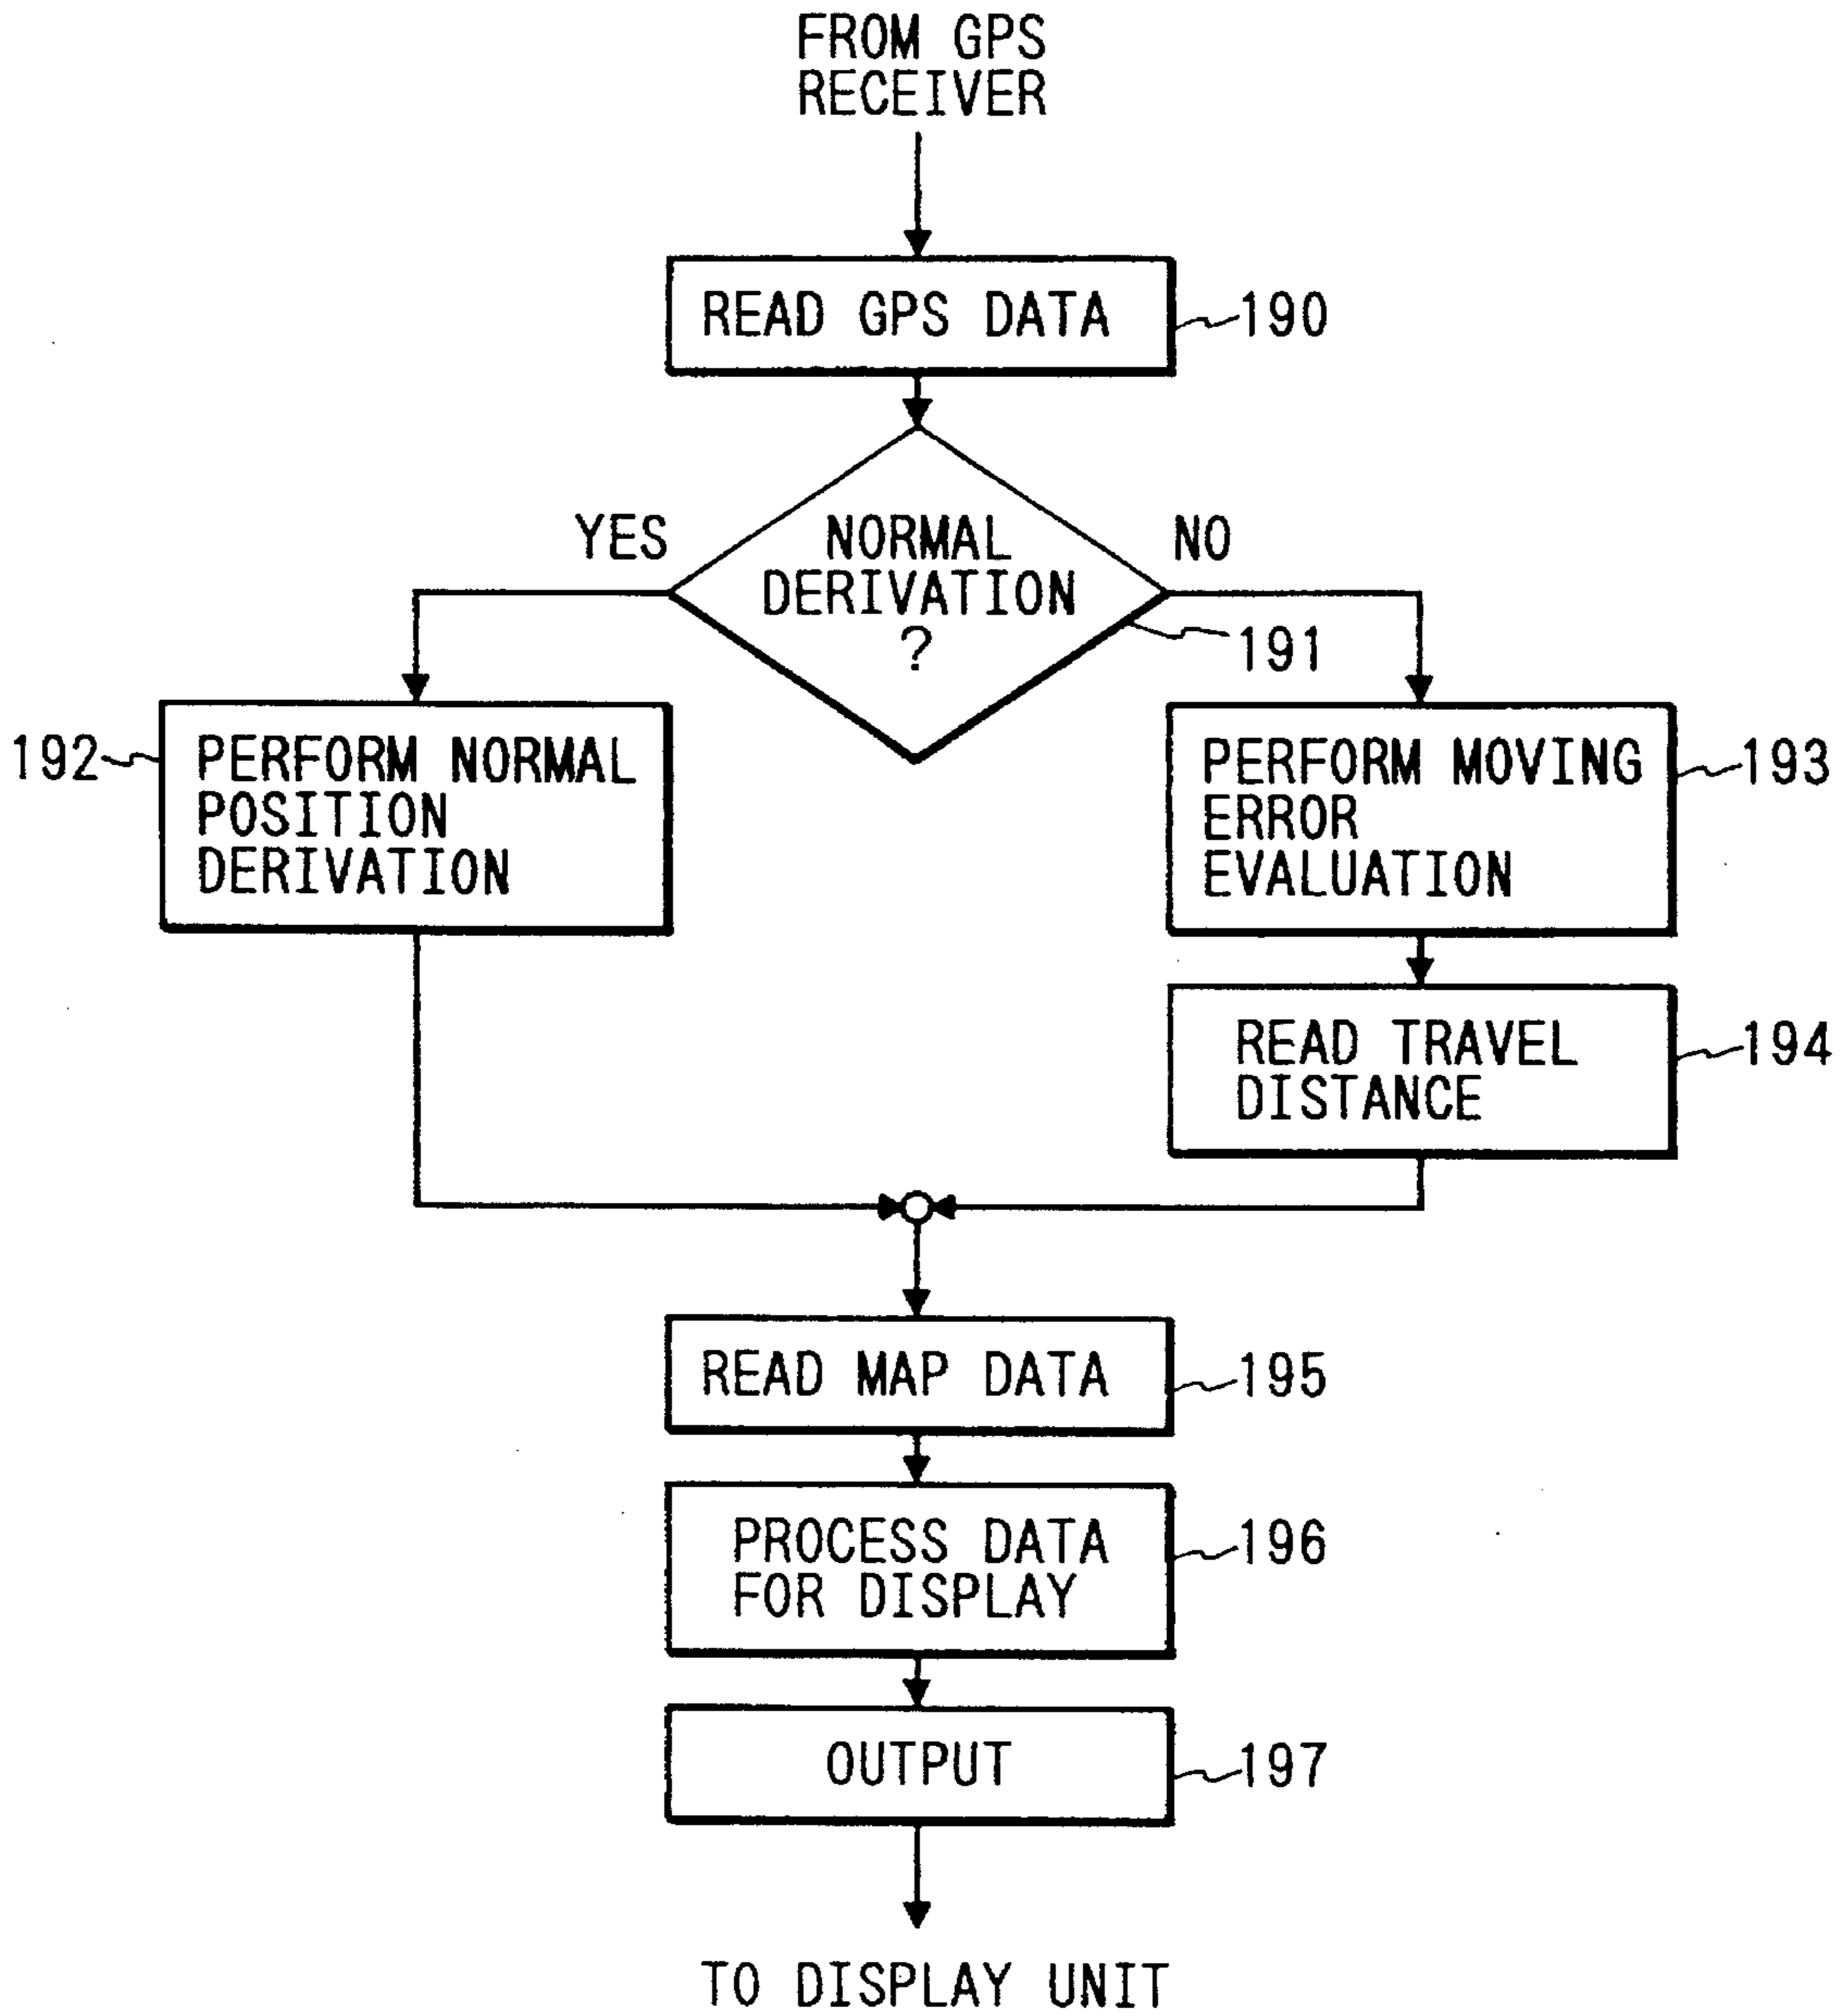 FROM GPS
RECEIVER
READ GPS DATA
190
YES
NORMAL
DERIVATION
?
NO
191
192
PERFORM NORMAL
POSITION
DERIVATION
PERFORM MOVING
ERROR
EVALUATION
193
READ TRAVEL
DISTANCE
194
READ MAP DATA
195
PROCESS DATA
FOR DISPLAY
196
OUTPUT
197
TO DISPLAY UNIT